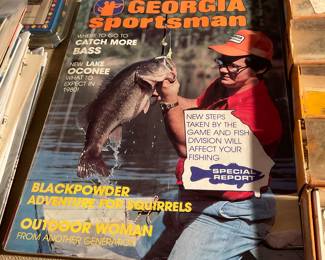 GEORGIA
Sportsman
WHERE TO GO TO
CATCH MORE
BASS
NEW LAKE
OCONEE
WHAT TO
EXPECT IN
1980!
NEW STEPS
TAKEN BY THE
GAME AND FISH
DIVISION WILL
AFFECT YOUR
FISHING
SPECIAL
REPORT
BLACKPOWDER
ADVENTURE FOR SQUIRRELS
OUTDOOR WOMAN
FROM ANOTHER GENERATION